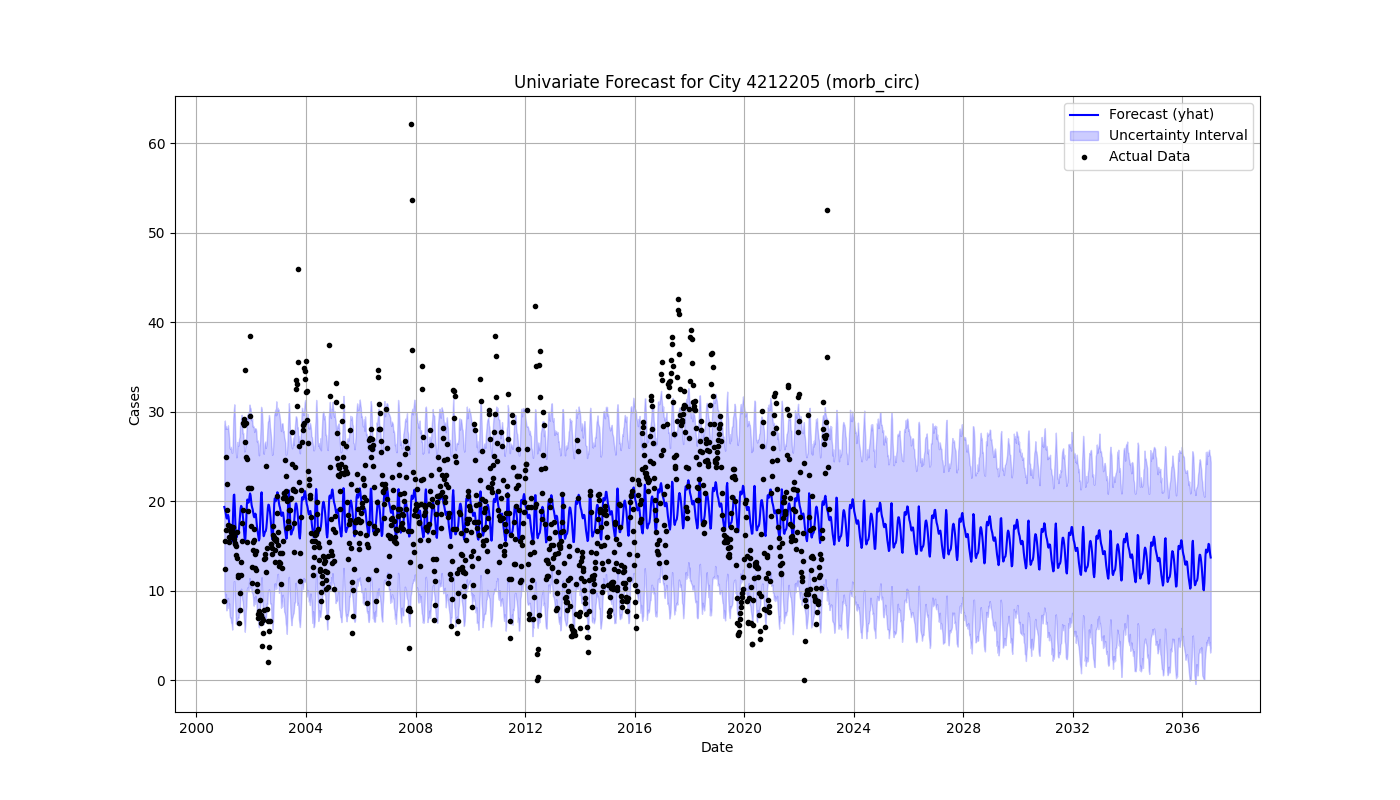 Univariate Forecast for City 4212205 (morb_circ)
Forecast (yhat)
Uncertainty Interval
Actual Data
Cases
60
50
40
30
20
10
0
2000 2004 2008 2012 2016 2020 2024 2028 2032 2036
Date